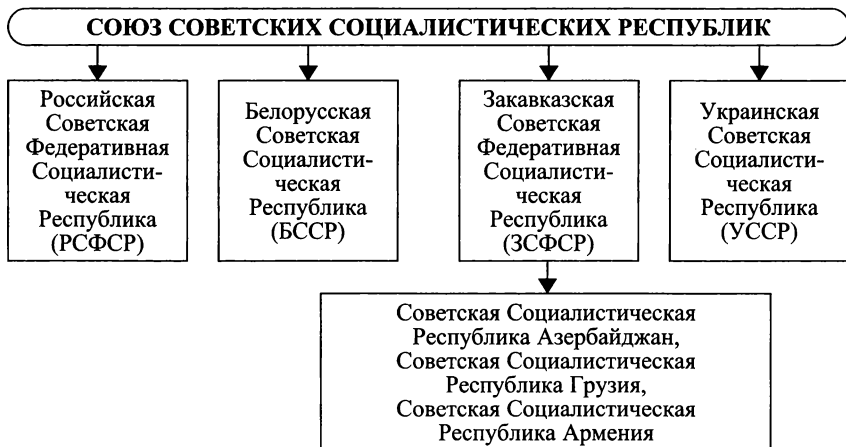 СОЮЗ СОВЕТСКИХ СОЦИАЛИСТИЧЕСКИХ РЕСПУБЛИК
Российская
Советская
Федеративная
Социалисти-
ческая
Республика
(РСФСР)
Белорусская
Советская
Социалисти-
ческая
Республика
(БССР)
Закавказская
Советская
Федеративная
Социалисти-
ческая
Республика
(ЗСФСР)
Украинская
Советская
Социалисти-
ческая
Республика
(УССР)
Советская Социалистическая
Республика Азербайджан,
Советская Социалистическая
Республика Грузия,
Советская Социалистическая
Республика Армения